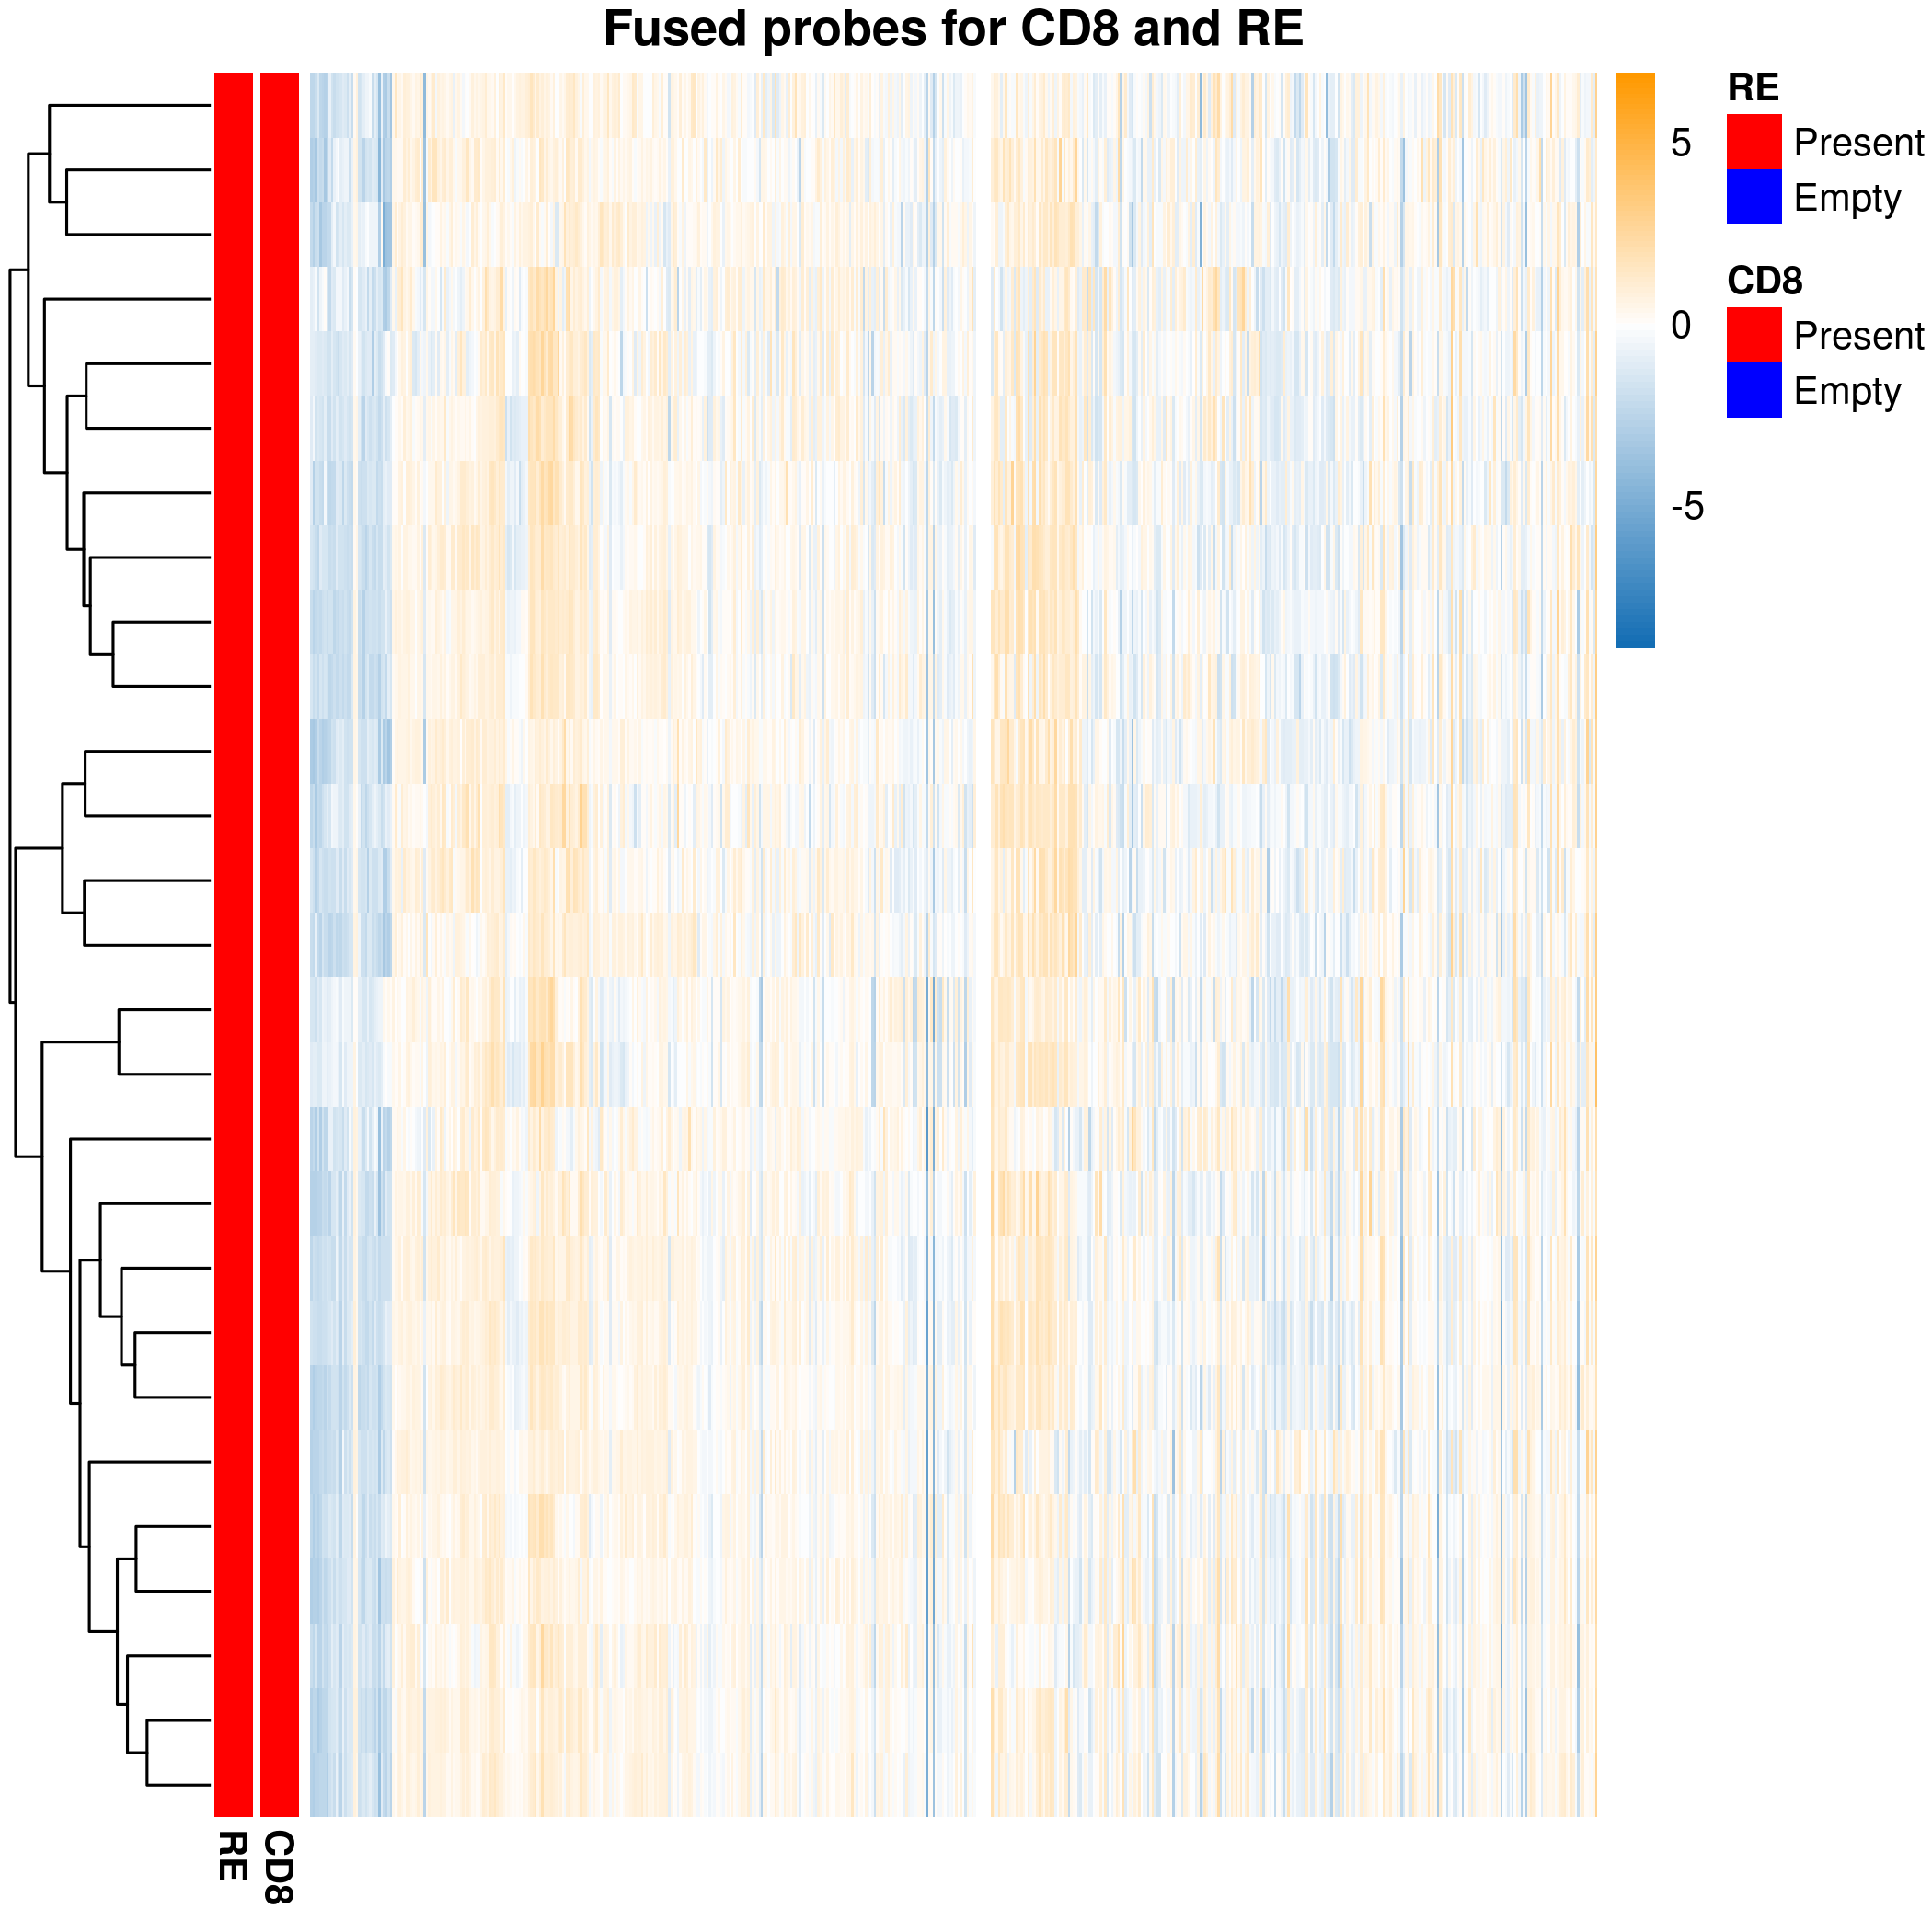 Fused probes for CD8 and RE
5
0
-5
RE
Present
Empty
CD8
Present
Empty
RE
CD8